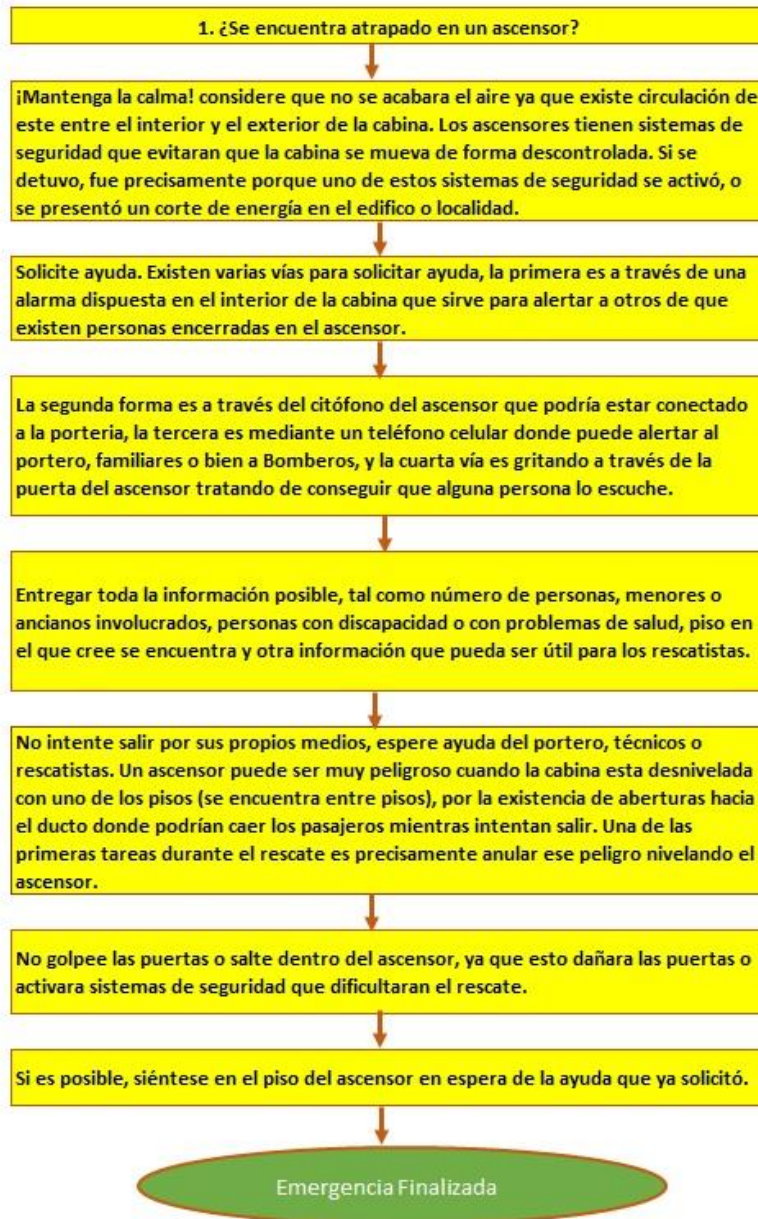 1. ¿Se encuentra atrapado en un ascensor?
¡Mantenga la calma! considere que no se acabara el aire ya que existe circulación de
este entre el interior y el exterior de la cabina. Los ascensores tienen sistemas de
seguridad que evitaran que la cabina se mueva de forma descontrolada. Si se
detuvo, fue precisamente porque uno de estos sistemas de seguridad se activó, o
se presentó un corte de energía en el edifico o localidad.
Solicite ayuda. Existen varias vías para solicitar ayuda, la primera es a través de una
alarma dispuesta en el interior de la cabina que sirve para alertar a otros de que
existen personas encerradas en el ascensor.
La segunda forma es a través del citófono del ascensor que podría estar conectado
a la porteria, la tercera es mediante un teléfono celular donde puede alertar al
portero, familiares o bien a Bomberos, y la cuarta vía es gritando a través de la
puerta del ascensor tratando de conseguir que alguna persona lo escuche.
Entregar toda la información posible, tal como número de personas, menores o
ancianos involucrados, personas con discapacidad o con problemas de salud, piso en
el que cree se encuentra y otra información que pueda ser útil para los rescatistas.
No intente salir por sus propios medios, espere ayuda del portero, técnicos o
rescatistas. Un ascensor puede ser muy peligroso cuando la cabina esta desnivelada
con uno de los pisos (se encuentra entre pisos), por la existencia de aberturas hacia
el ducto donde podrían caer los pasajeros mientras intentan salir. Una de las
primeras tareas durante el rescate es precisamente anular ese peligro nivelando el
ascensor.
No golpee las puertas o salte dentro del ascensor, ya que esto dañara las puertas o
activara sistemas de seguridad que dificultaran el rescate.
Si es posible, siéntese en el piso del ascensor en espera de la ayuda que ya solicitó.
Emergencia Finalizada